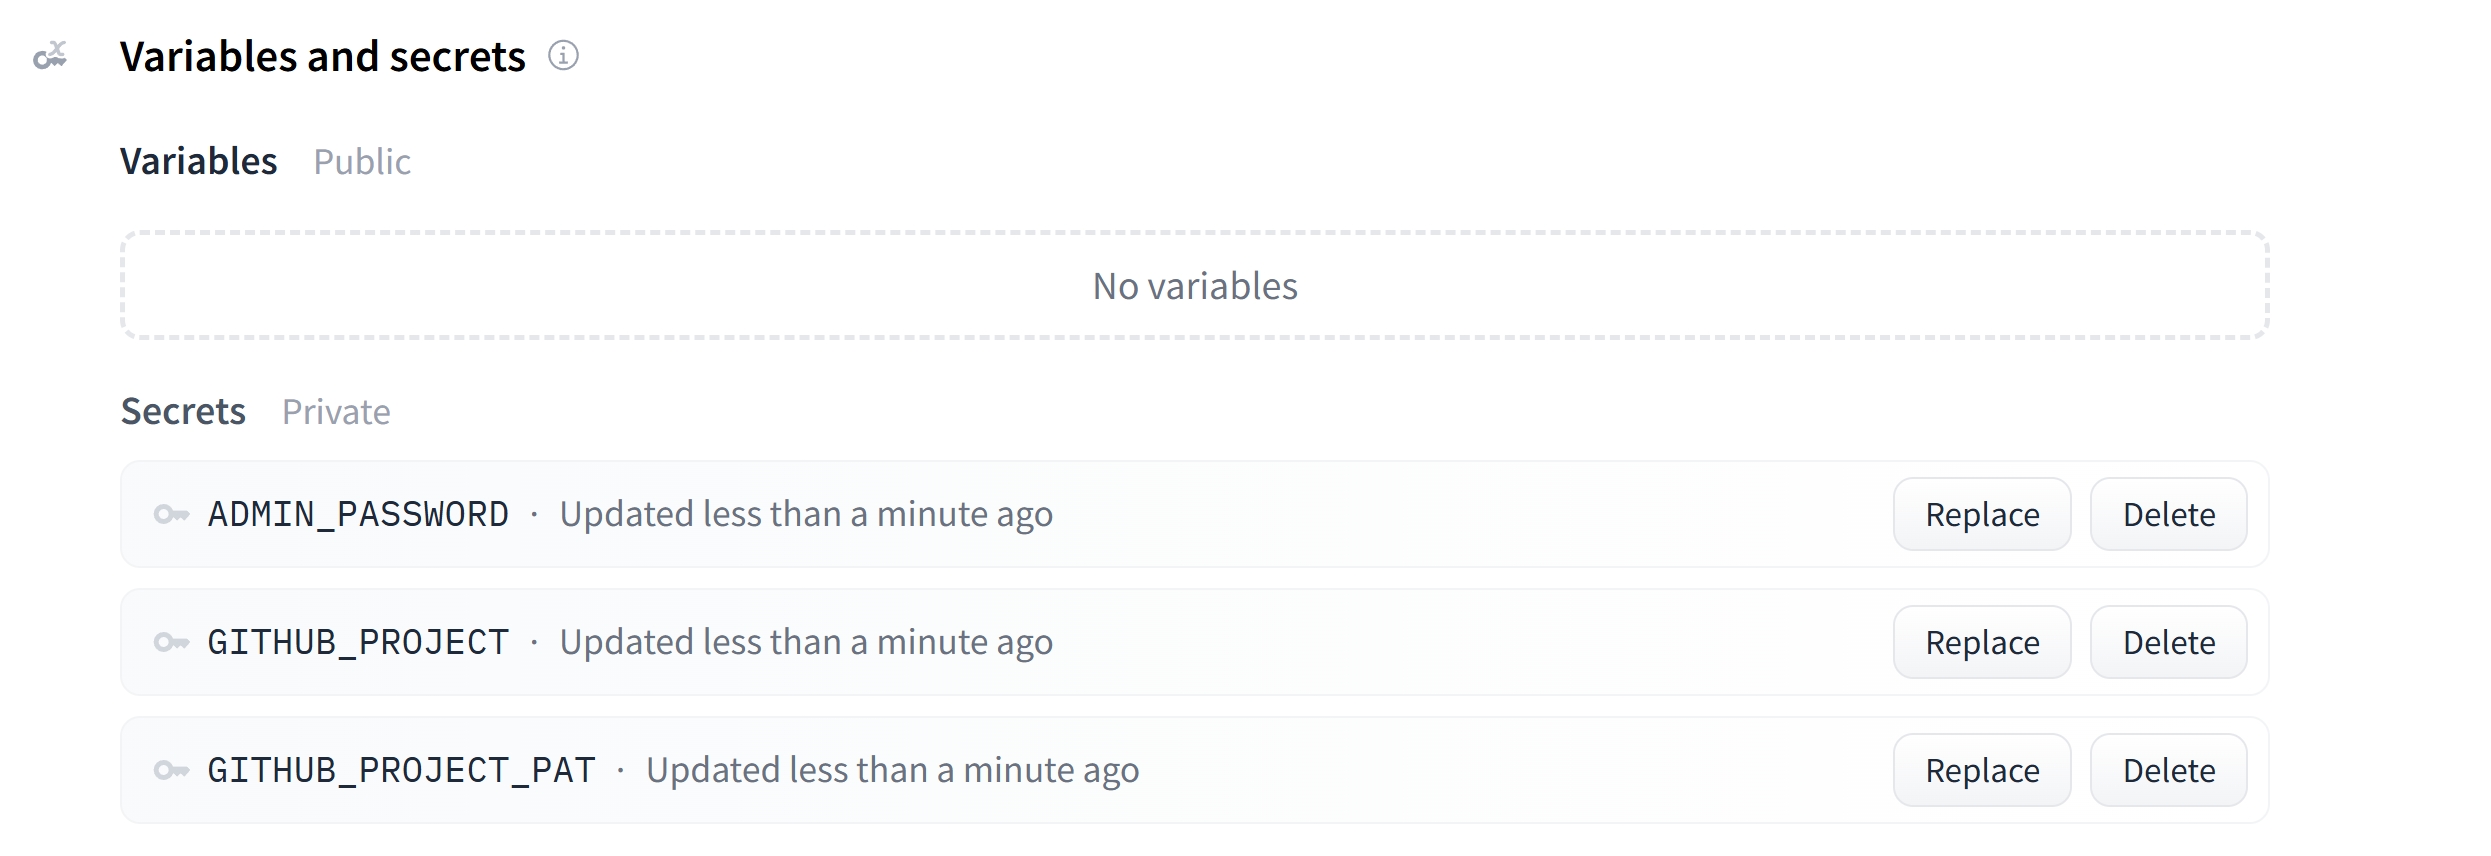 Variables and secrets
Variables Public
No variables
Secrets Private
ADMIN_PASSWORD · Updated less than a minute ago Replace Delete
GITHUB_PROJECT · Updated less than a minute ago Replace Delete
GITHUB_PROJECT_PAT · Updated less than a minute ago Replace Delete